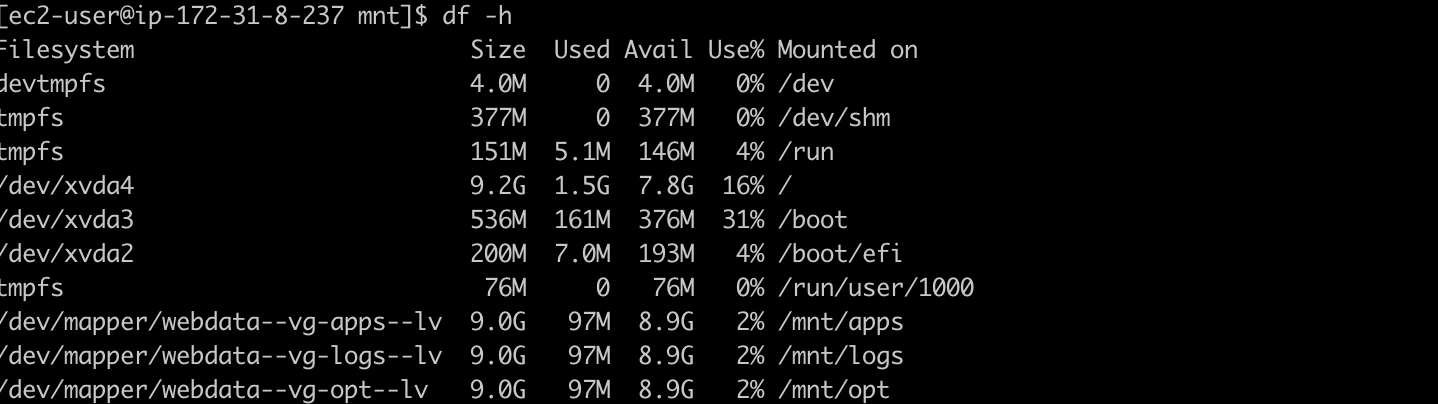 [ec2-user@ip-172-31-8-237 mnt]$ df -h
Filesystem                     Size  Used Avail Use% Mounted on
devtmpfs                       4.0M     0  4.0M   0% /dev
tmpfs                          377M     0  377M   0% /dev/shm
tmpfs                          151M  5.1M  146M   4% /run
/dev/xvda4                     9.2G  1.5G  7.8G  16% /
/dev/xvda3                     536M  161M  376M  31% /boot
/dev/xvda2                     200M  7.0M  193M   4% /boot/efi
tmpfs                           76M     0   76M   0% /run/user/1000
/dev/mapper/webdata--vg-apps--lv  9.0G   97M  8.9G   2% /mnt/apps
/dev/mapper/webdata--vg-logs--lv  9.0G   97M  8.9G   2% /mnt/logs
/dev/mapper/webdata--vg-opt--lv   9.0G   97M  8.9G   2% /mnt/opt